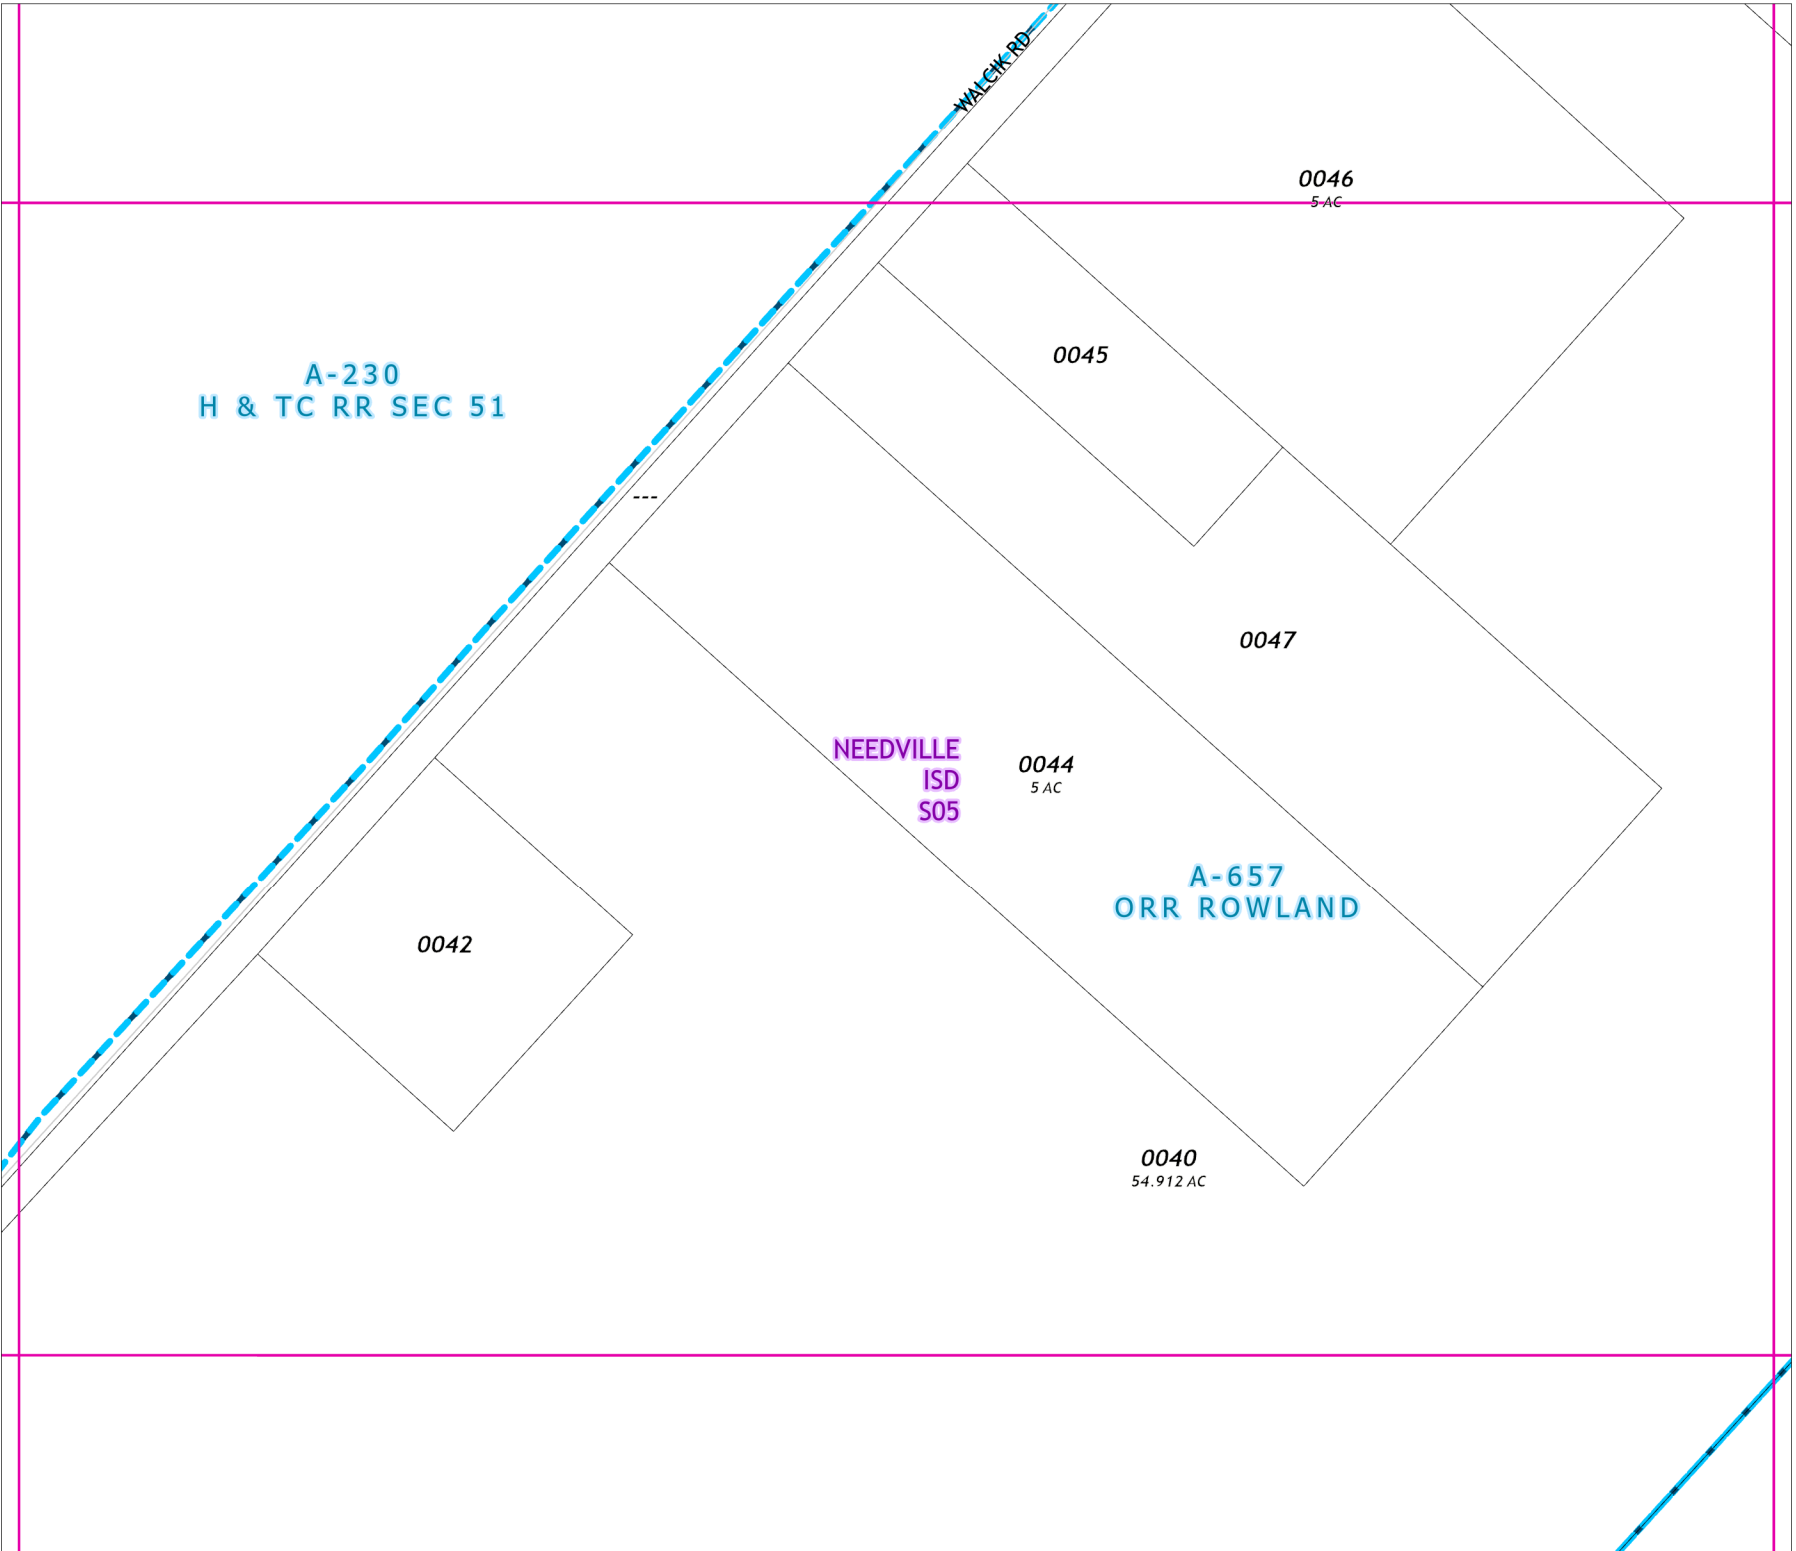 WALCIK RD
0046
5 AC
0045
A-230
H & TC RR SEC 51
---
0047
NEEDVILLE
ISD
S05
0044
5 AC
A-657
ORR ROWLAND
0042
0040
54.912 AC